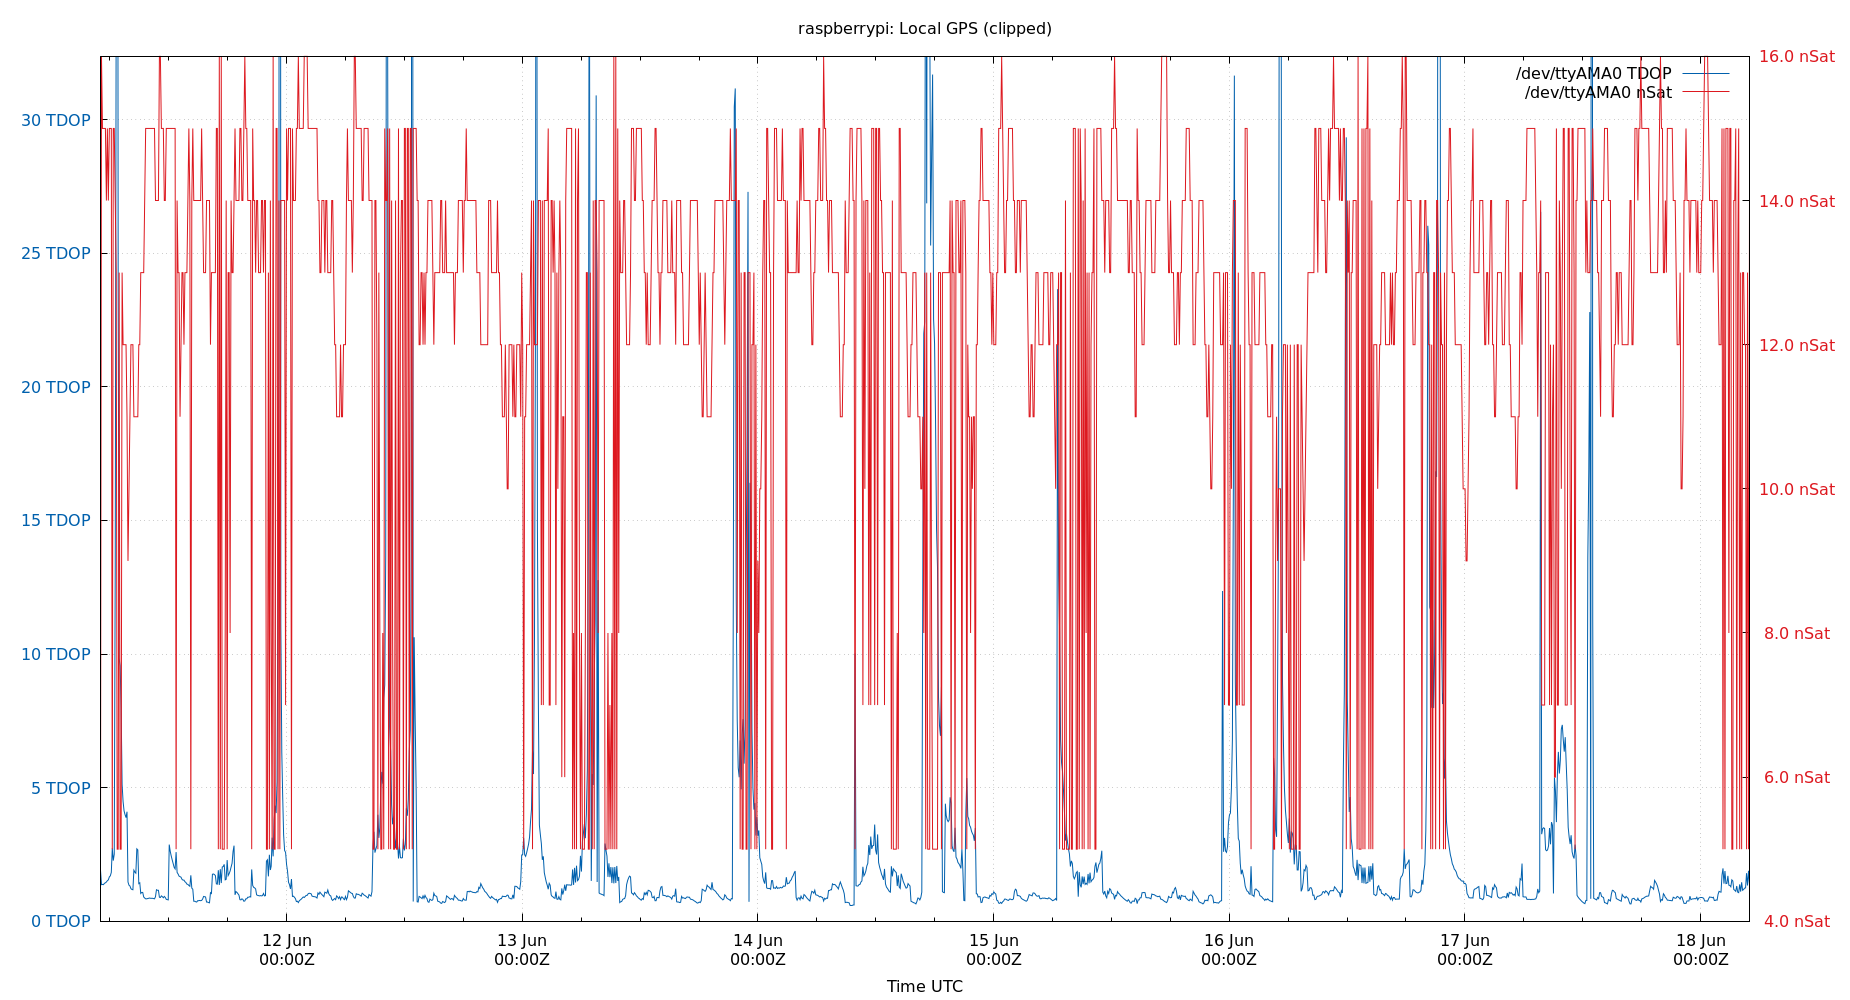 raspberrypi: Local GPS (clipped)
/dev/ttyAMA0 TDOP
/dev/ttyAMA0 nSat
30 TDOP
25 TDOP
20 TDOP
15 TDOP
10 TDOP
5 TDOP
0 TDOP
16.0 nSat
14.0 nSat
12.0 nSat
10.0 nSat
8.0 nSat
6.0 nSat
4.0 nSat
12 Jun
00:00Z
13 Jun
00:00Z
14 Jun
00:00Z
15 Jun
00:00Z
16 Jun
00:00Z
17 Jun
00:00Z
18 Jun
00:00Z
Time UTC